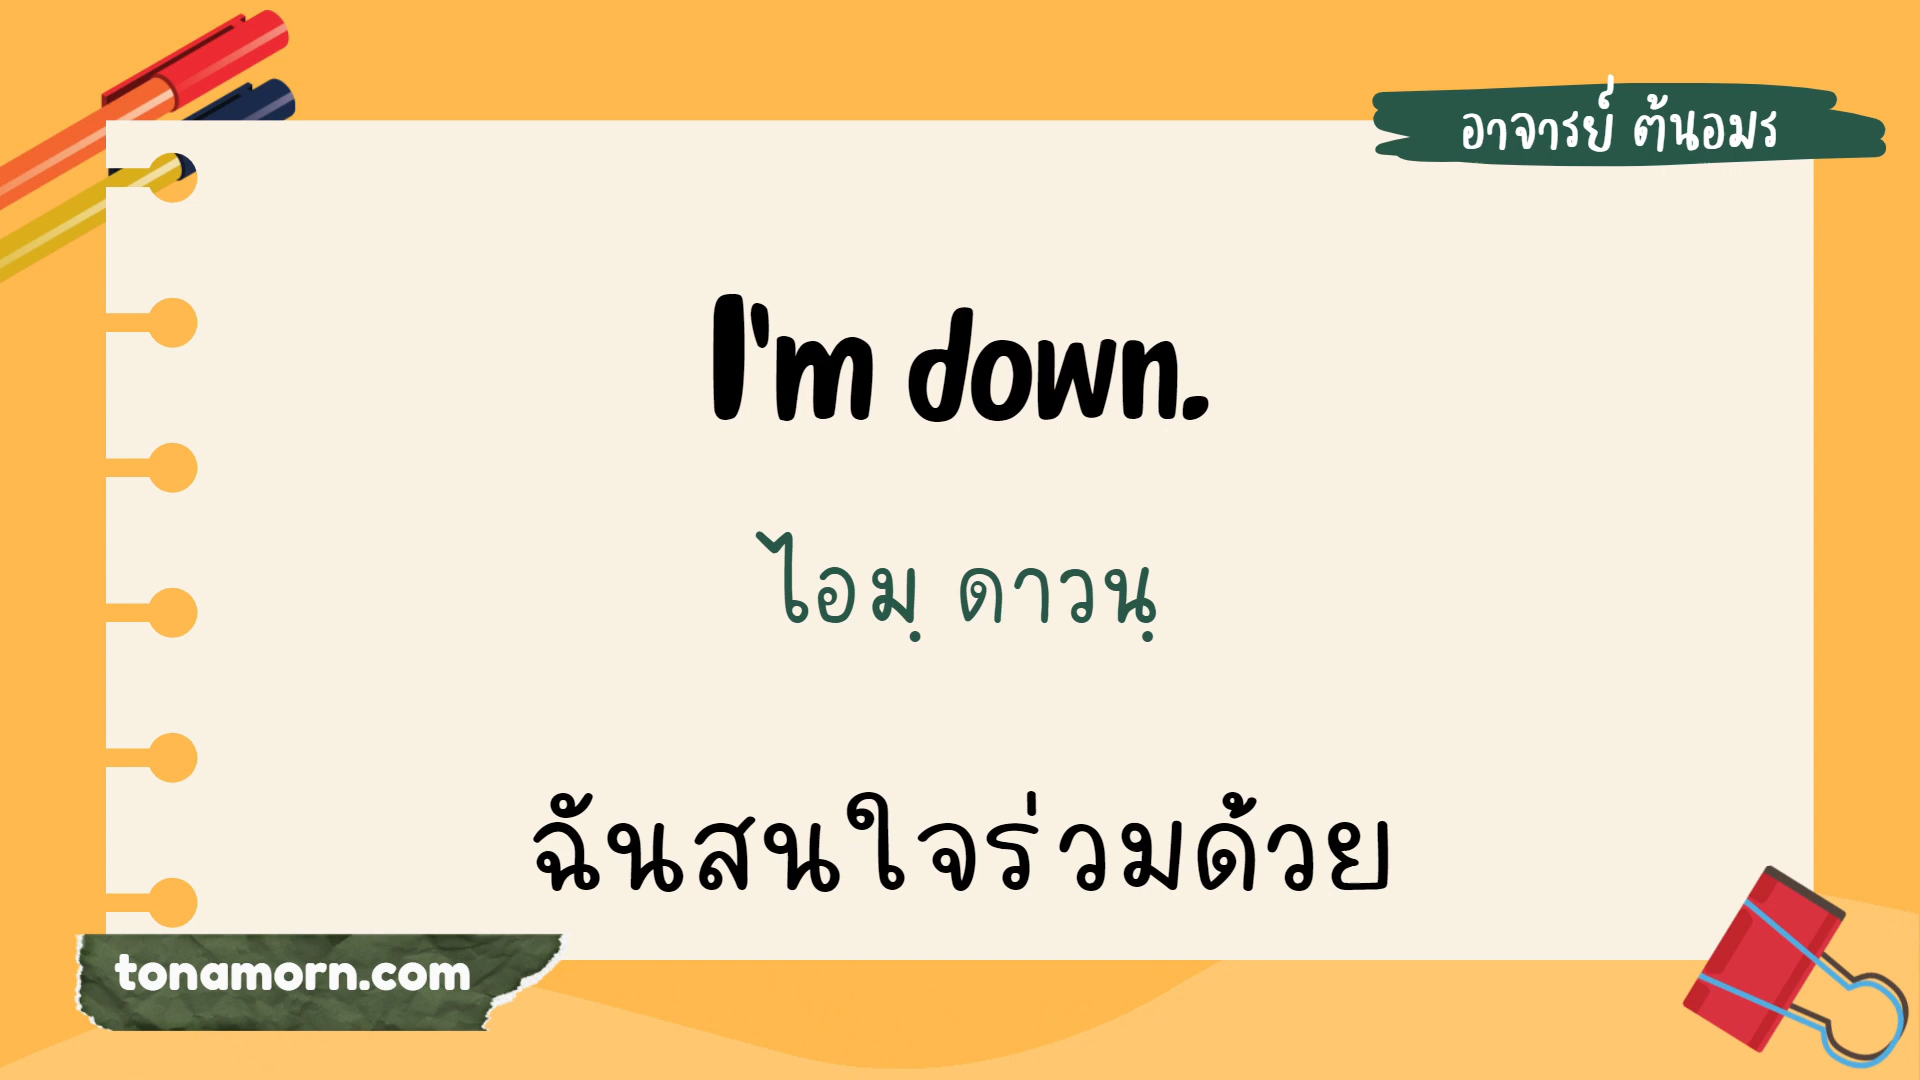 อาจารย์ ต้นอมร
I'm down.
ไอมฺ ดาวนฺ
ฉันสนใจร่วมด้วย
tonamorn.com